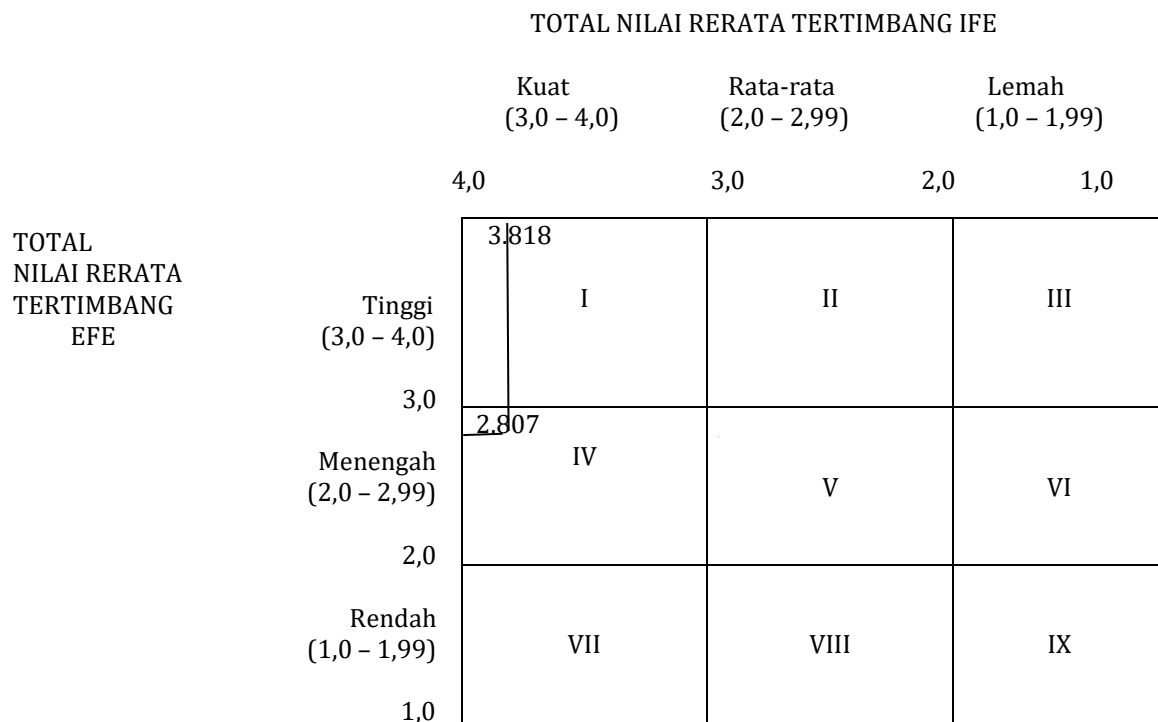 TOTAL NILAI RERATA TERTIMBANG IFE
Kuat Rata-rata Lemah
(3,0 – 4,0) (2,0 – 2,99) (1,0 – 1,99)
4,0 3,0 2,0 1,0
TOTAL
NILAI RERATA
TERTIMBANG
EFE
3.818
Tinggi I II III
(3,0 – 4,0)
3,0
2.807
Menengah IV
(2,0 – 2,99) V VI
2,0
Rendah
(1,0 – 1,99) VII VIII IX
1,0